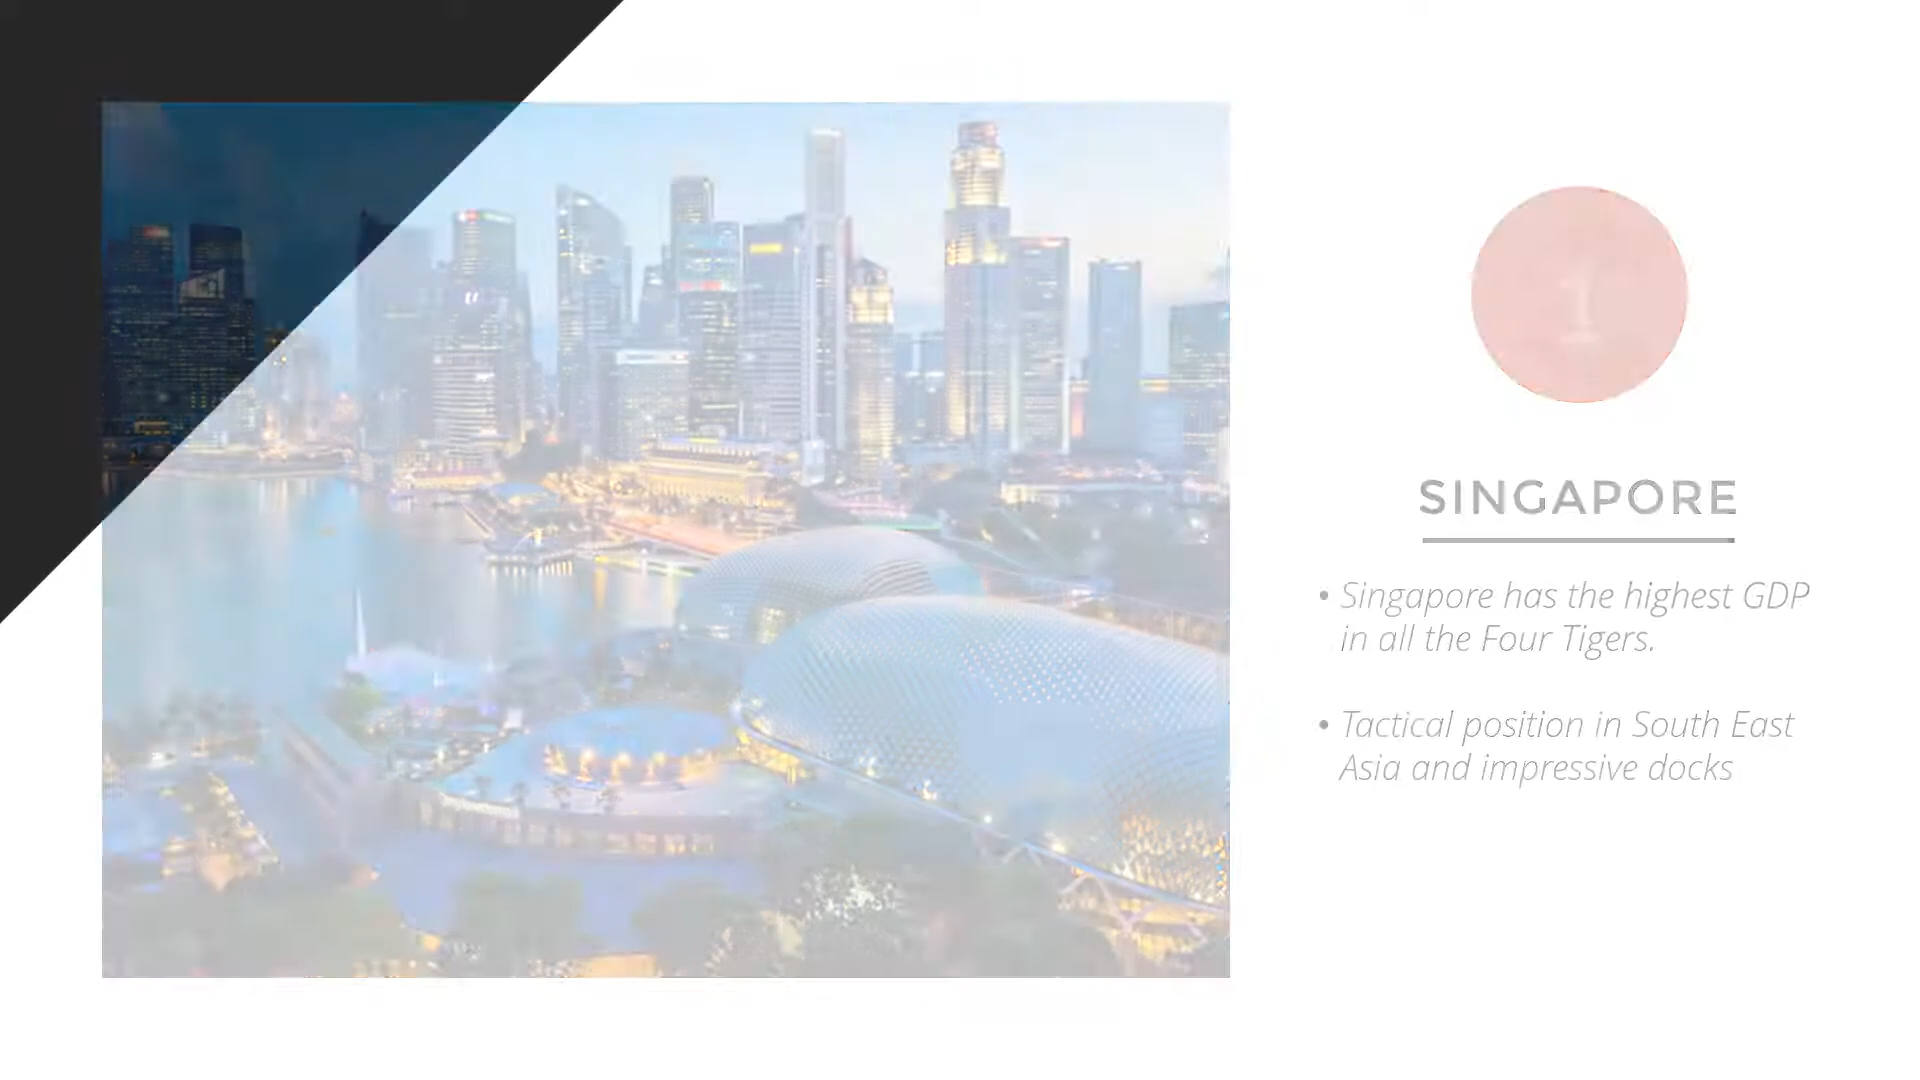 1
SINGAPORE
• Singapore has the highest GDP
in all the Four Tigers.
• Tactical position in South East
Asia and impressive docks